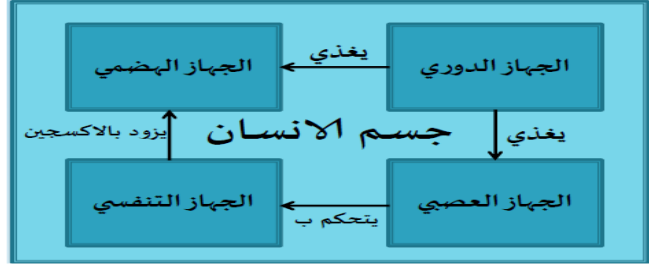 الجهاز الدوري
يغذي
الجهاز الهضمي
يغذي
جسم الانسان
يزود بالاكسجين
الجهاز العصبي
يتحكم ب
الجهاز التنفسي